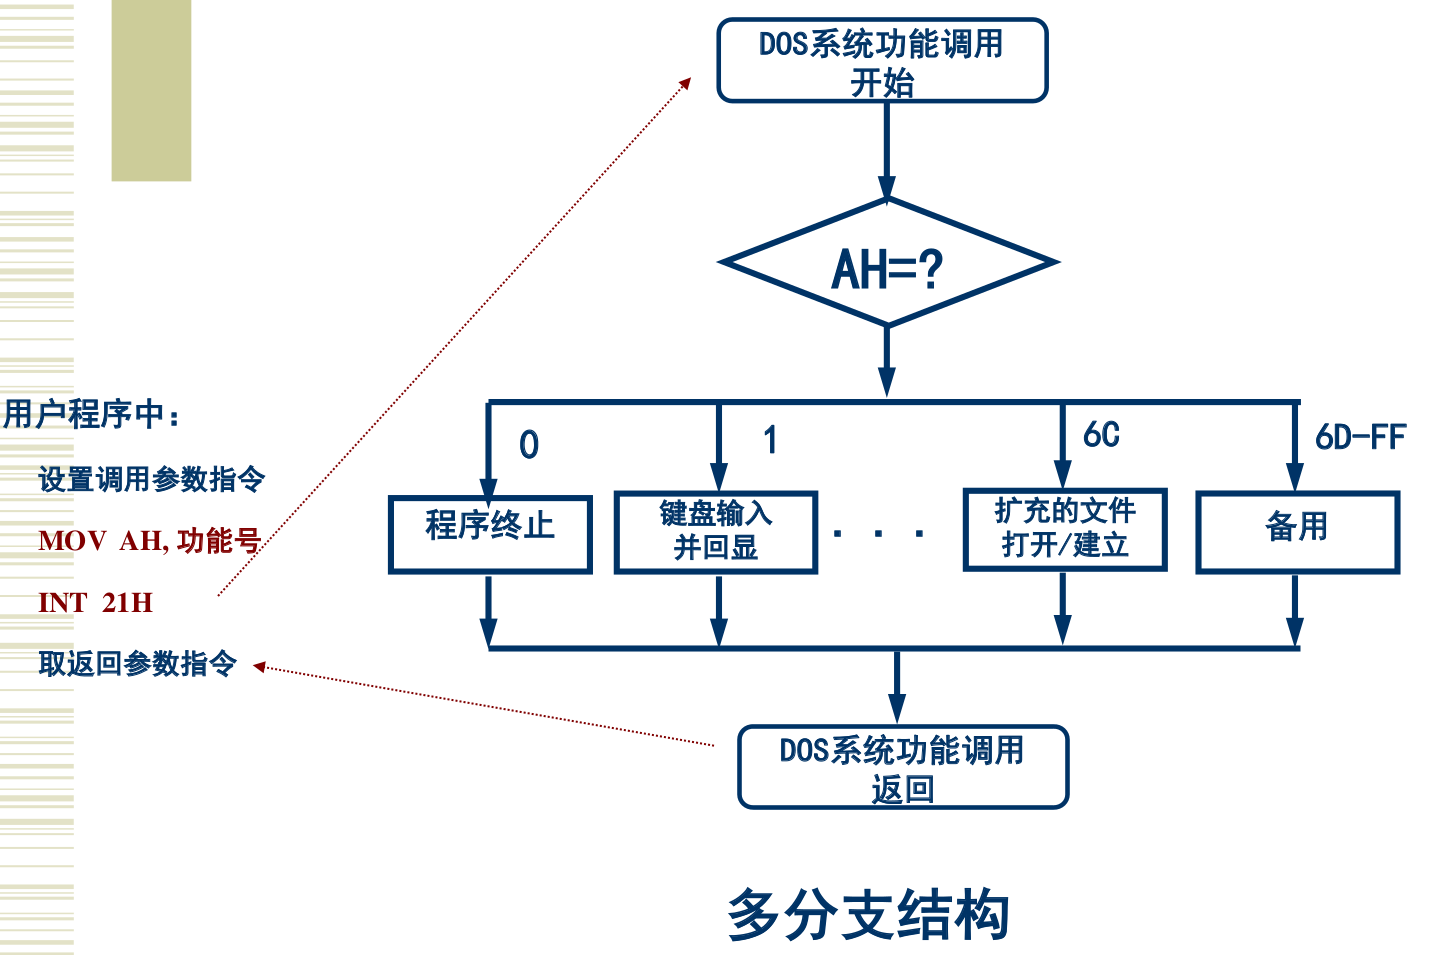 DOS系统功能调用
开始
AH=?
用户程序中：
设置调用参数指令
MOV AH, 功能号
INT 21H
取返回参数指令
0
1
6C
6D-FF
程序终止
键盘输入
并回显
. . .
扩充的文件
打开/建立
备用
DOS系统功能调用
返回
多分支结构